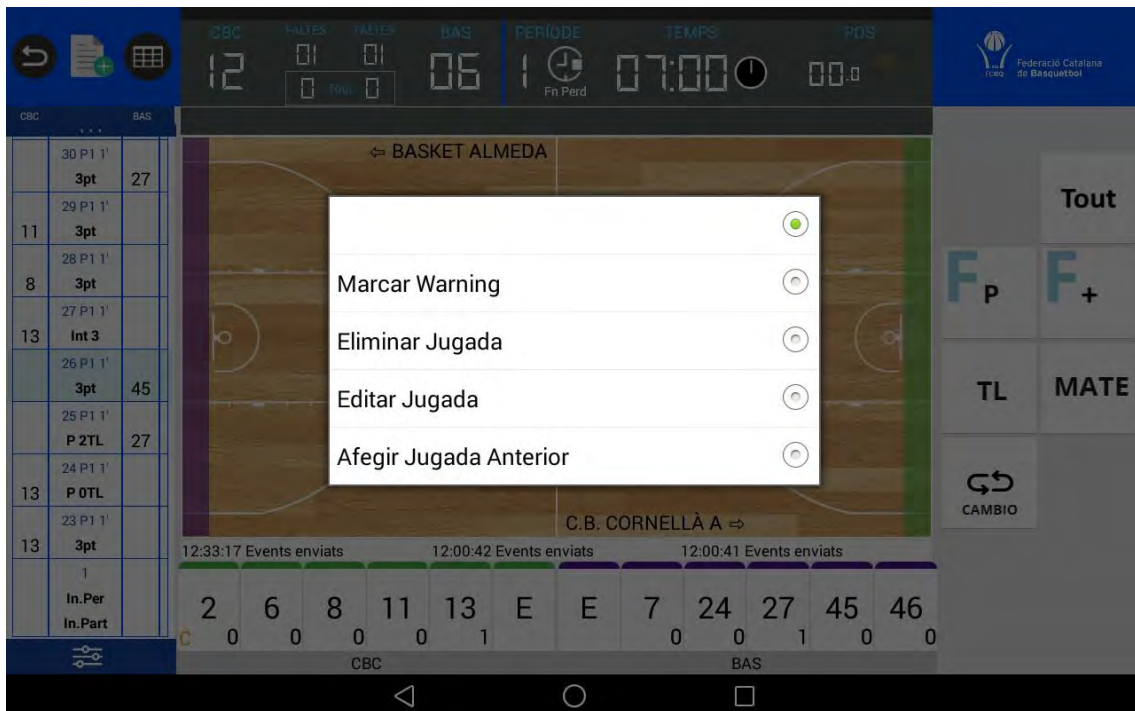 CBC FALTES FALTES BAS PERÍODE TEMPS POS
12 01 01 06 1 07:00 00.0
0 Tout 0 Fn Perd
FCBQ
Federació Catalana
de Basquetbol
CBC ... BAS
30 P1 1'
3pt 27
29 P1 1'
11 3pt
28 P1 1'
8 3pt
27 P1 1'
13 Int 3
26 P1 1'
3pt 45
25 P1 1'
P 2TL 27
24 P1 1'
13 P 0TL
23 P1 1'
13 3pt
1
In.Per
In.Part
⇦ BASKET ALMEDA
Marcar Warning
Eliminar Jugada
Editar Jugada
Afegir Jugada Anterior
C.B. CORNELLÀ A ⇨
12:33:17 Events enviats 12:00:42 Events enviats 12:00:41 Events enviats
2 6 8 11 13 E E 7 24 27 45 46
C 0 0 0 0 1 0 0 1 0 0
CBC BAS
Tout
F P F +
TL MATE
CAMBIO